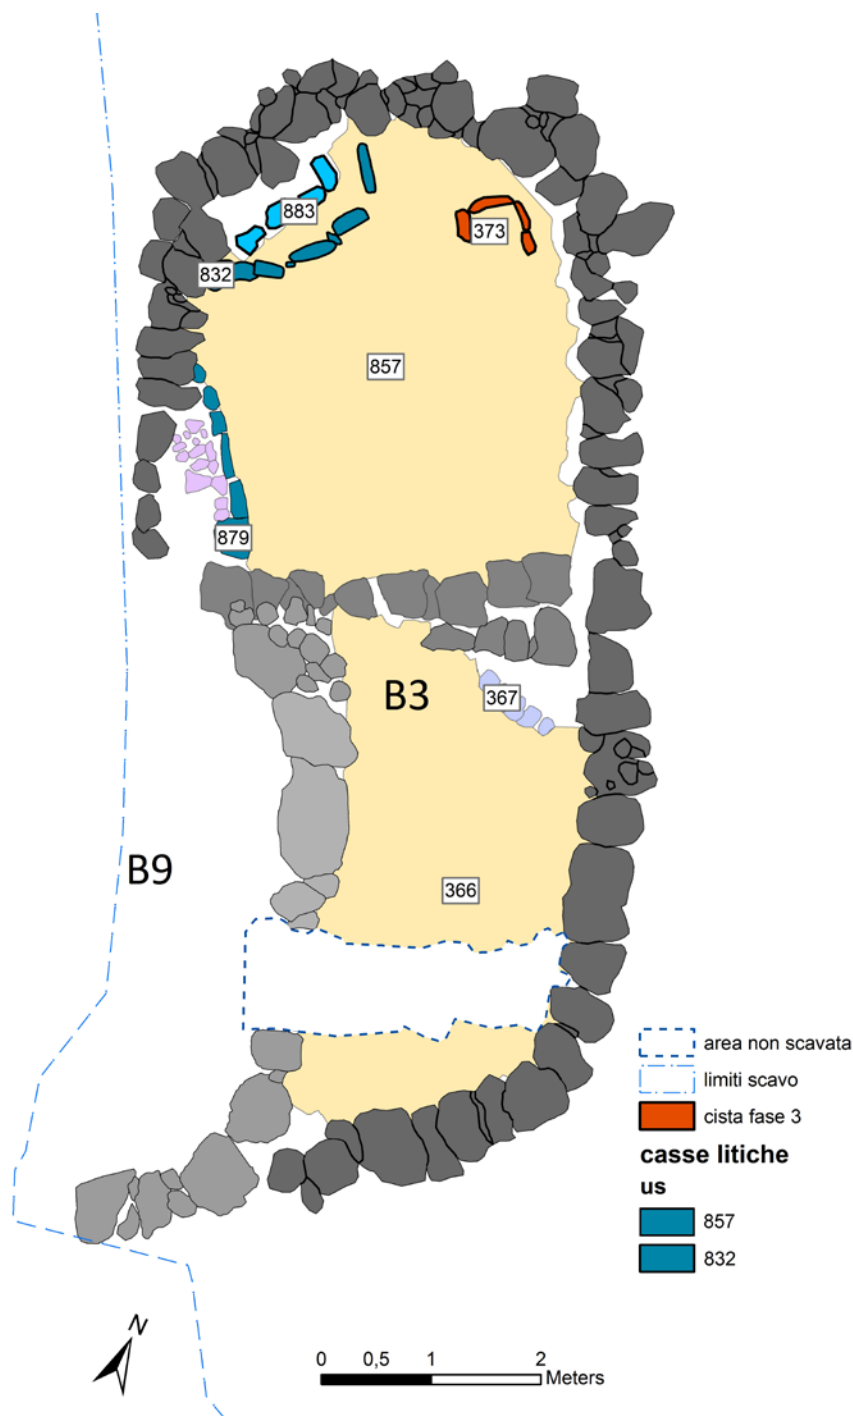 883
373
832
857
879
B3
367
B9
366
area non scavata
limiti scavo
cista fase 3
casse litiche
us
857
832
N
0 0,5 1 2
Meters